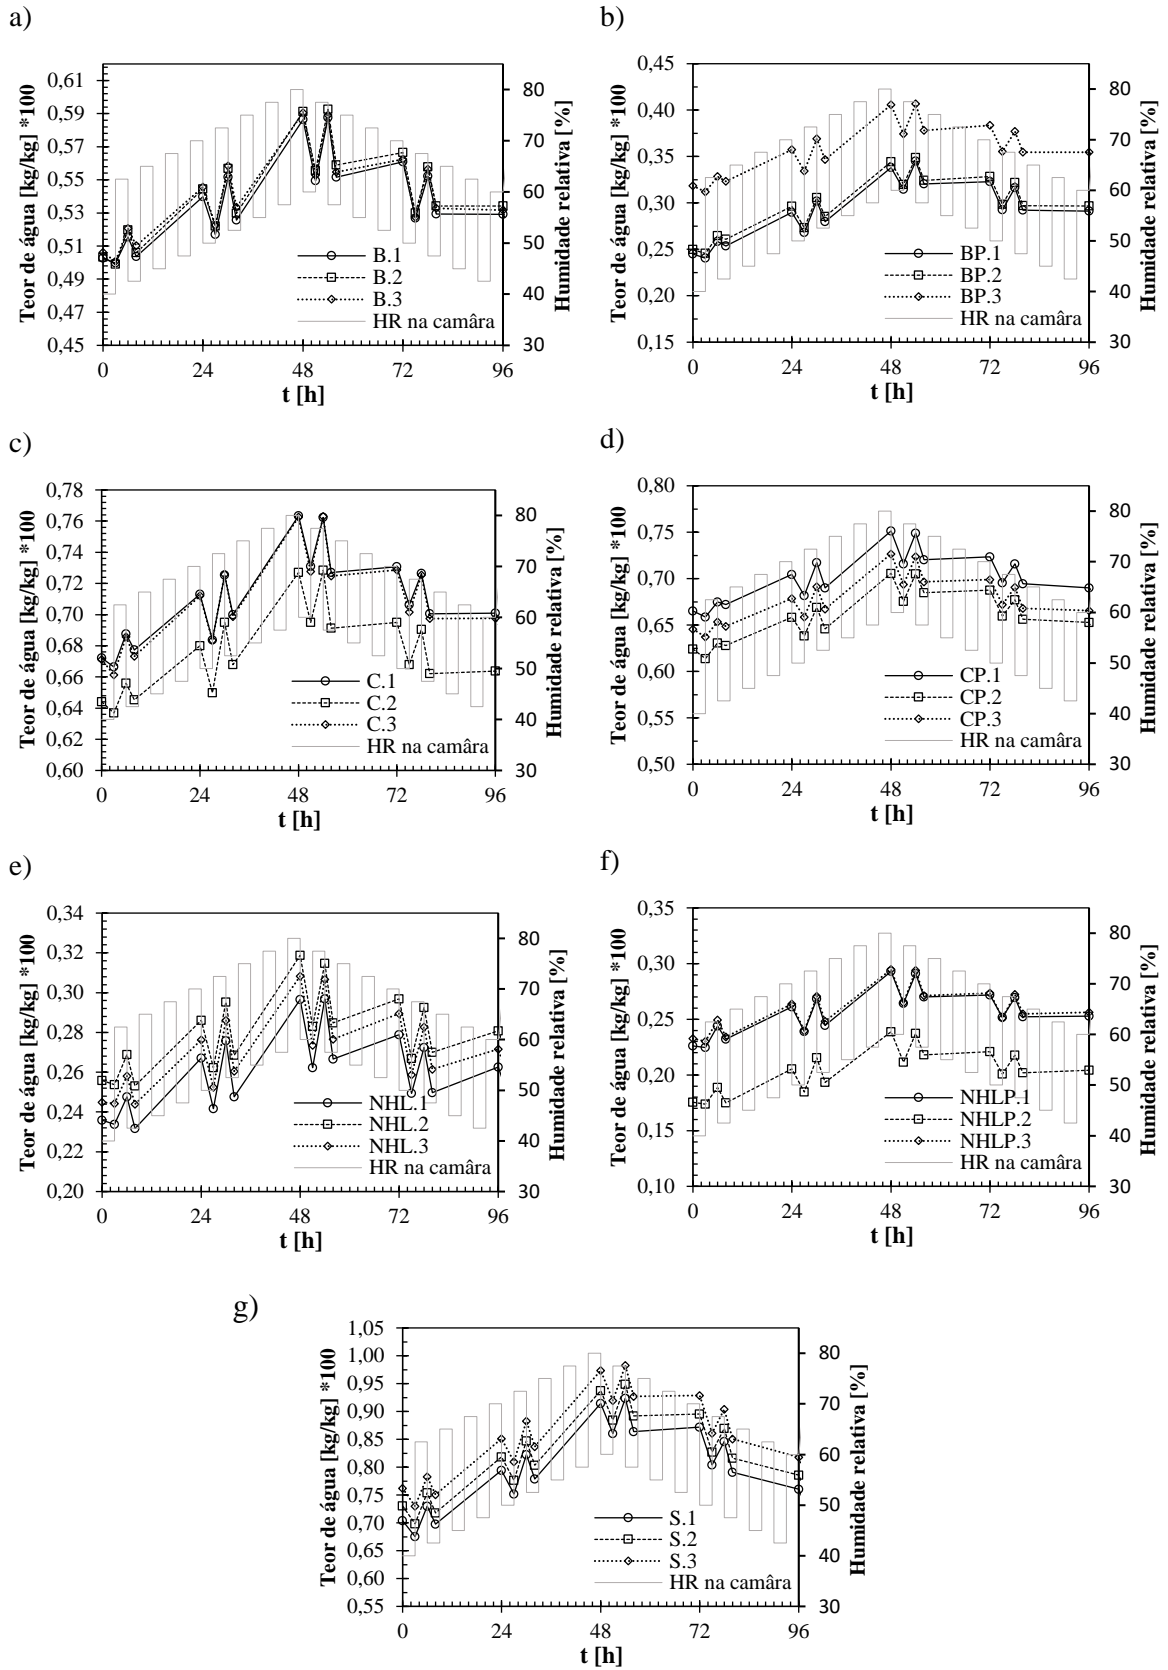 a)
Teor de água [kg/kg] *100
0,61
0,59
0,57
0,55
0,53
0,51
0,49
0,47
0,45
80
70
60
50
40
30
Humidade relativa [%]
B.1
B.2
B.3
HR na camâra
0 24 48 72 96
t [h]
b)
Teor de água [kg/kg] *100
0,45
0,40
0,35
0,30
0,25
0,20
0,15
80
70
60
50
40
30
Humidade relativa [%]
BP.1
BP.2
BP.3
HR na camâra
0 24 48 72 96
t [h]
c)
Teor de água [kg/kg] *100
0,78
0,76
0,74
0,72
0,70
0,68
0,66
0,64
0,62
0,60
80
70
60
50
40
30
Humidade relativa [%]
C.1
C.2
C.3
HR na camâra
0 24 48 72 96
t [h]
d)
Teor de água [kg/kg] *100
0,80
0,75
0,70
0,65
0,60
0,55
0,50
80
70
60
50
40
30
Humidade relativa [%]
CP.1
CP.2
CP.3
HR na camâra
0 24 48 72 96
t [h]
e)
Teor de água [kg/kg] *100
0,34
0,32
0,30
0,28
0,26
0,24
0,22
0,20
80
70
60
50
40
30
Humidade relativa [%]
NHL.1
NHL.2
NHL.3
HR na camâra
0 24 48 72 96
t [h]
f)
Teor de água [kg/kg] *100
0,35
0,30
0,25
0,20
0,15
0,10
80
70
60
50
40
30
Humidade relativa [%]
NHLP.1
NHLP.2
NHLP.3
HR na camâra
0 24 48 72 96
t [h]
g)
Teor de água [kg/kg] *100
1,05
1,00
0,95
0,90
0,85
0,80
0,75
0,70
0,65
0,60
0,55
80
70
60
50
40
30
Humidade relativa [%]
S.1
S.2
S.3
HR na camâra
0 24 48 72 96
t [h]